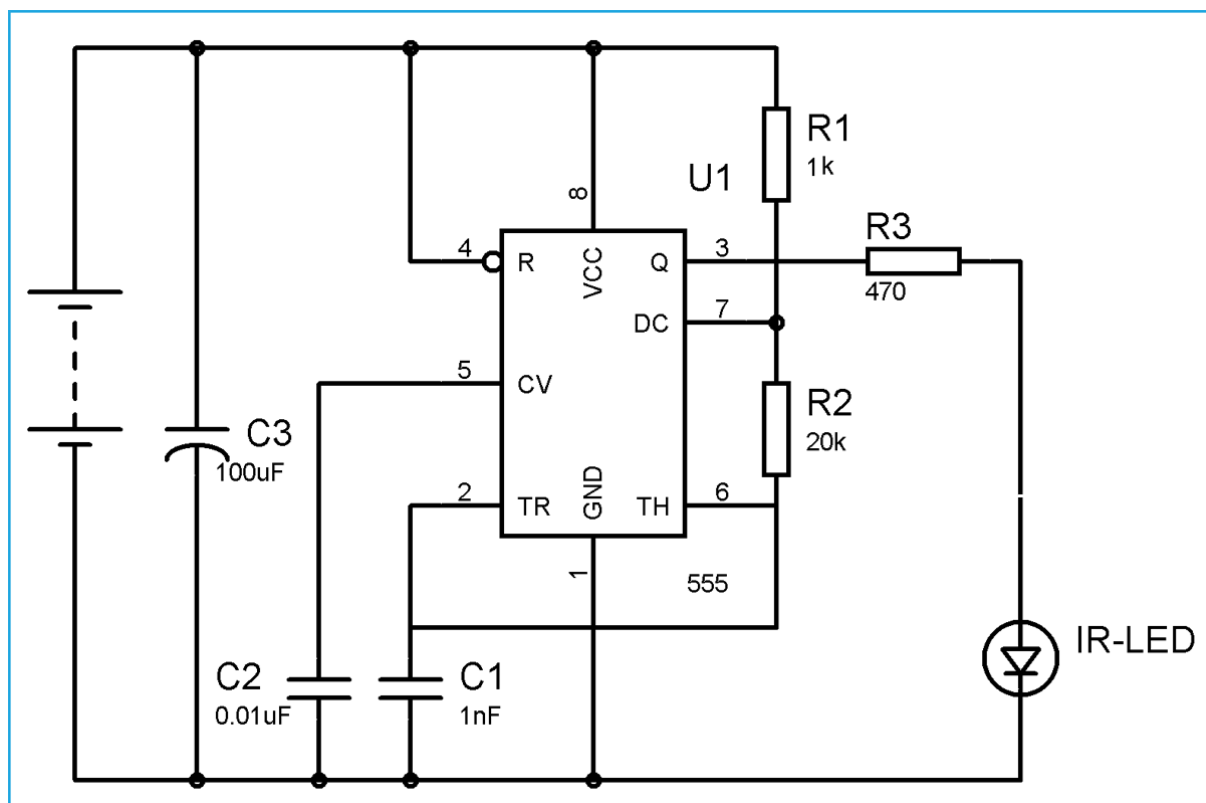 R1
1k
U1
8
R3
470
4
R
VCC
Q
3
DC
7
5
CV
R2
20k
C3
100uF
2
TR
GND
TH
6
1
555
IR-LED
C2
0.01uF
C1
1nF